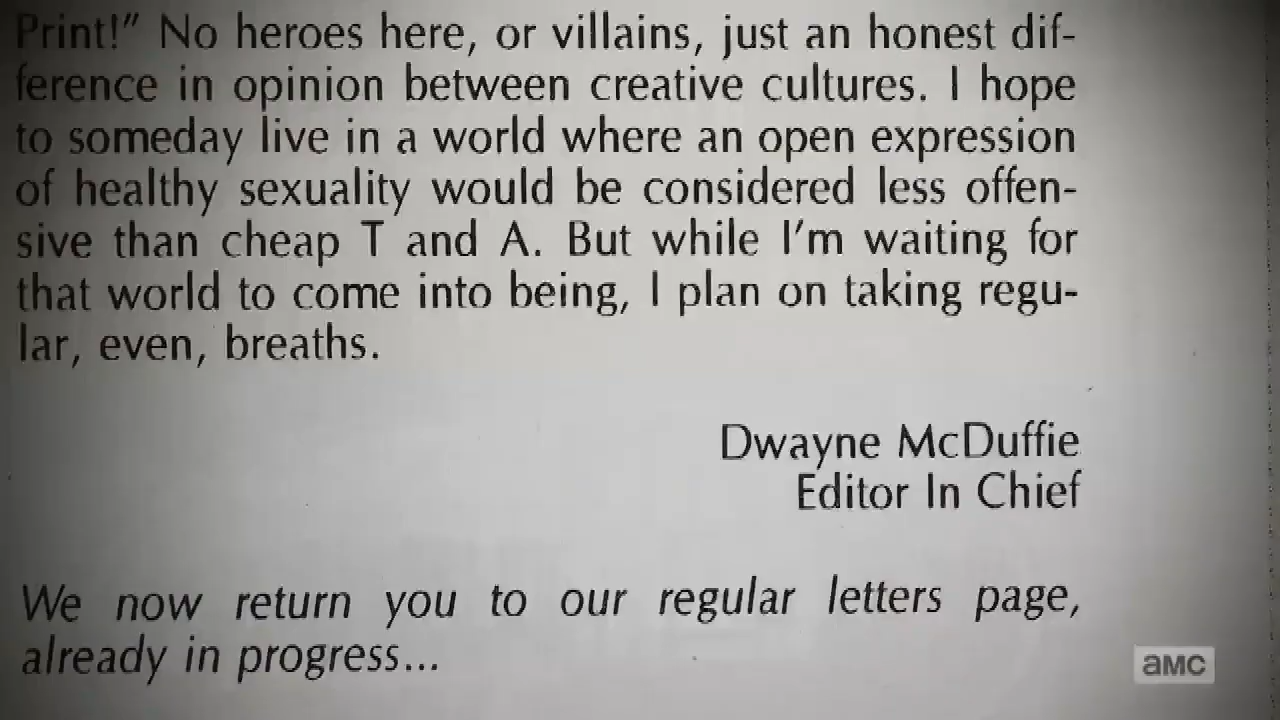 Print!" No heroes here, or villains, just an honest dif-
ference in opinion between creative cultures. I hope
to someday live in a world where an open expression
of healthy sexuality would be considered less offen-
sive than cheap T and A. But while I'm waiting for
that world to come into being, I plan on taking regu-
lar, even, breaths.
Dwayne McDuffie
Editor In Chief
We now return you to our regular letters page,
already in progress...
amc